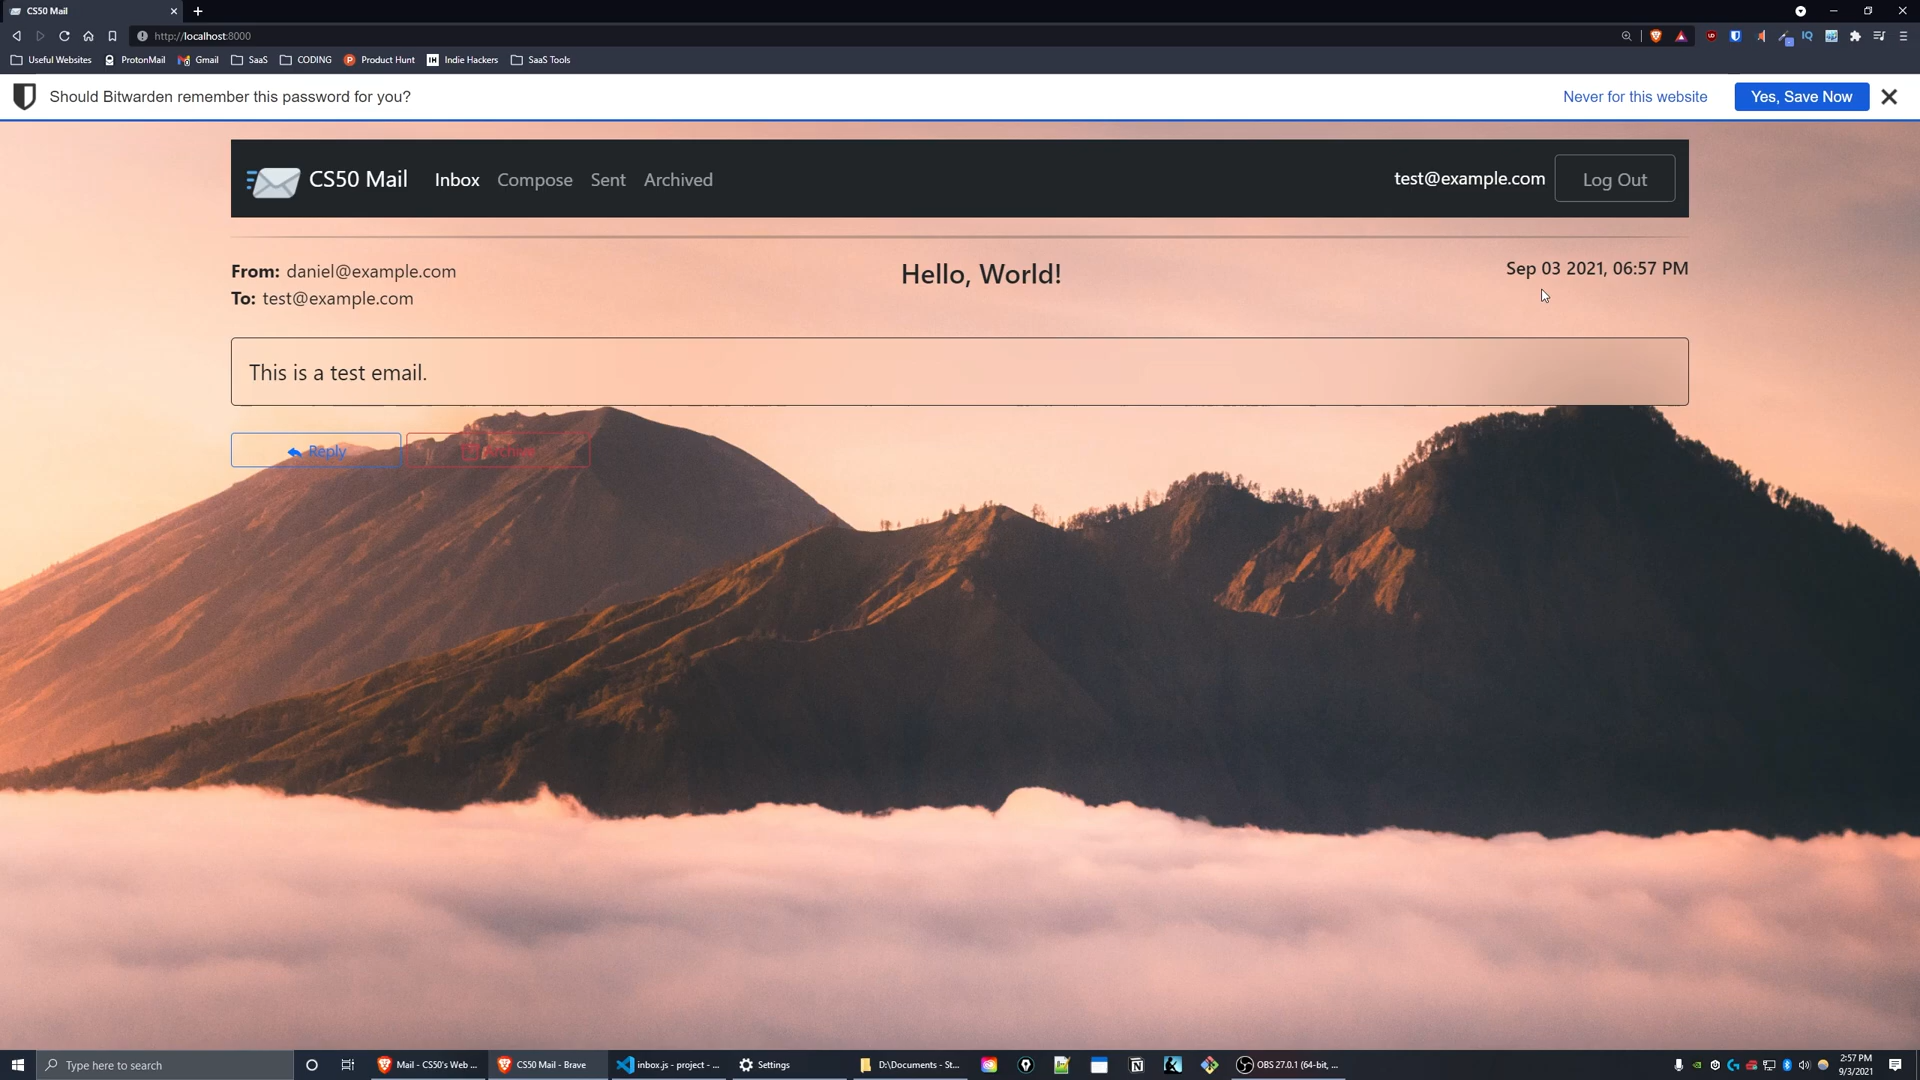 CS50 Mail
http://localhost:8000
Useful Websites ProtonMail Gmail SaaS CODING Product Hunt Indie Hackers SaaS Tools
Should Bitwarden remember this password for you?
Never for this website
Yes, Save Now
CS50 Mail Inbox Compose Sent Archived
test@example.com Log Out
From: daniel@example.com
To: test@example.com
Hello, World!
Sep 03 2021, 06:57 PM
This is a test email.
Reply
Archive
Type here to search
Mail - CS50's Web ...
CS50 Mail - Brave
inbox.js - project - ...
Settings
D:\Documents - St...
OBS 27.0.1 (64-bit, ...
2:57 PM
9/3/2021